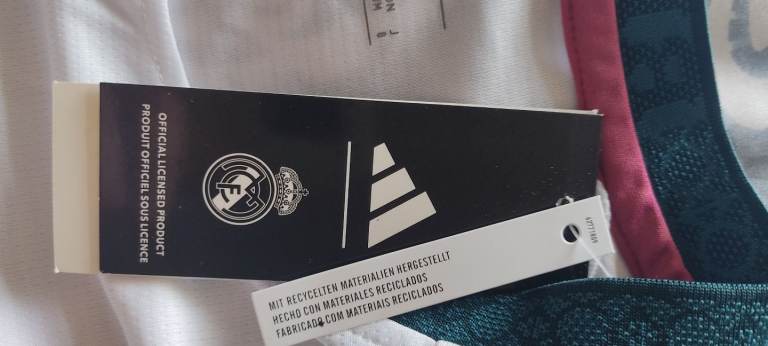 OFFICIAL LICENSED PRODUCT
PRODUIT OFFICIEL SOUS LICENCE
MIT RECYCELTEN MATERIALIEN HERGESTELLT
HECHO CON MATERIALES RECICLADOS
FABRICADO COM MATERIAIS RECICLADOS